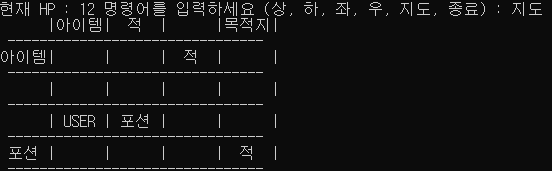 현재 HP : 12 명령어를 입력하세요 (상, 하, 좌, 우, 지도, 종료) : 지도
|아이템| 적 | |목적지|
아이템| | | 적 | |
| | | | |
| USER | 포션 | | |
포션 | | | | 적 |